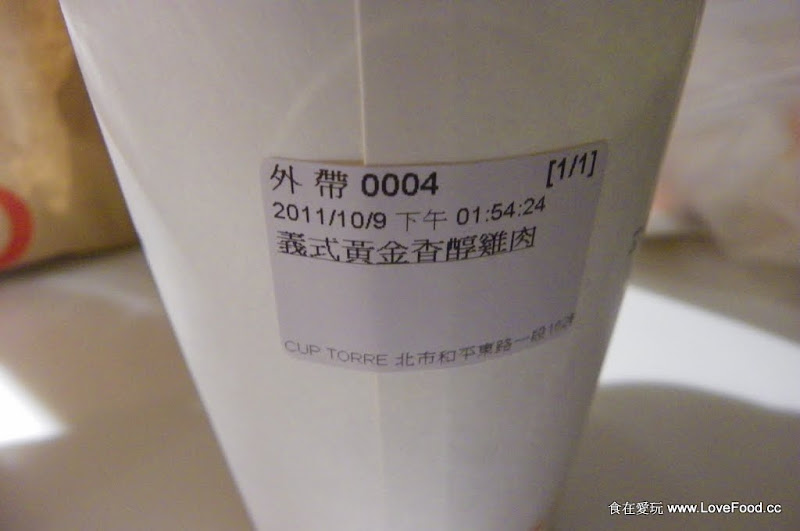 外 帶 0004 [1/1]
2011/10/9 下午 01:54:24
義式黃金香醇雞肉
CUP TORRE 北市和平東路一段
食在愛玩 www.LoveFood.cc